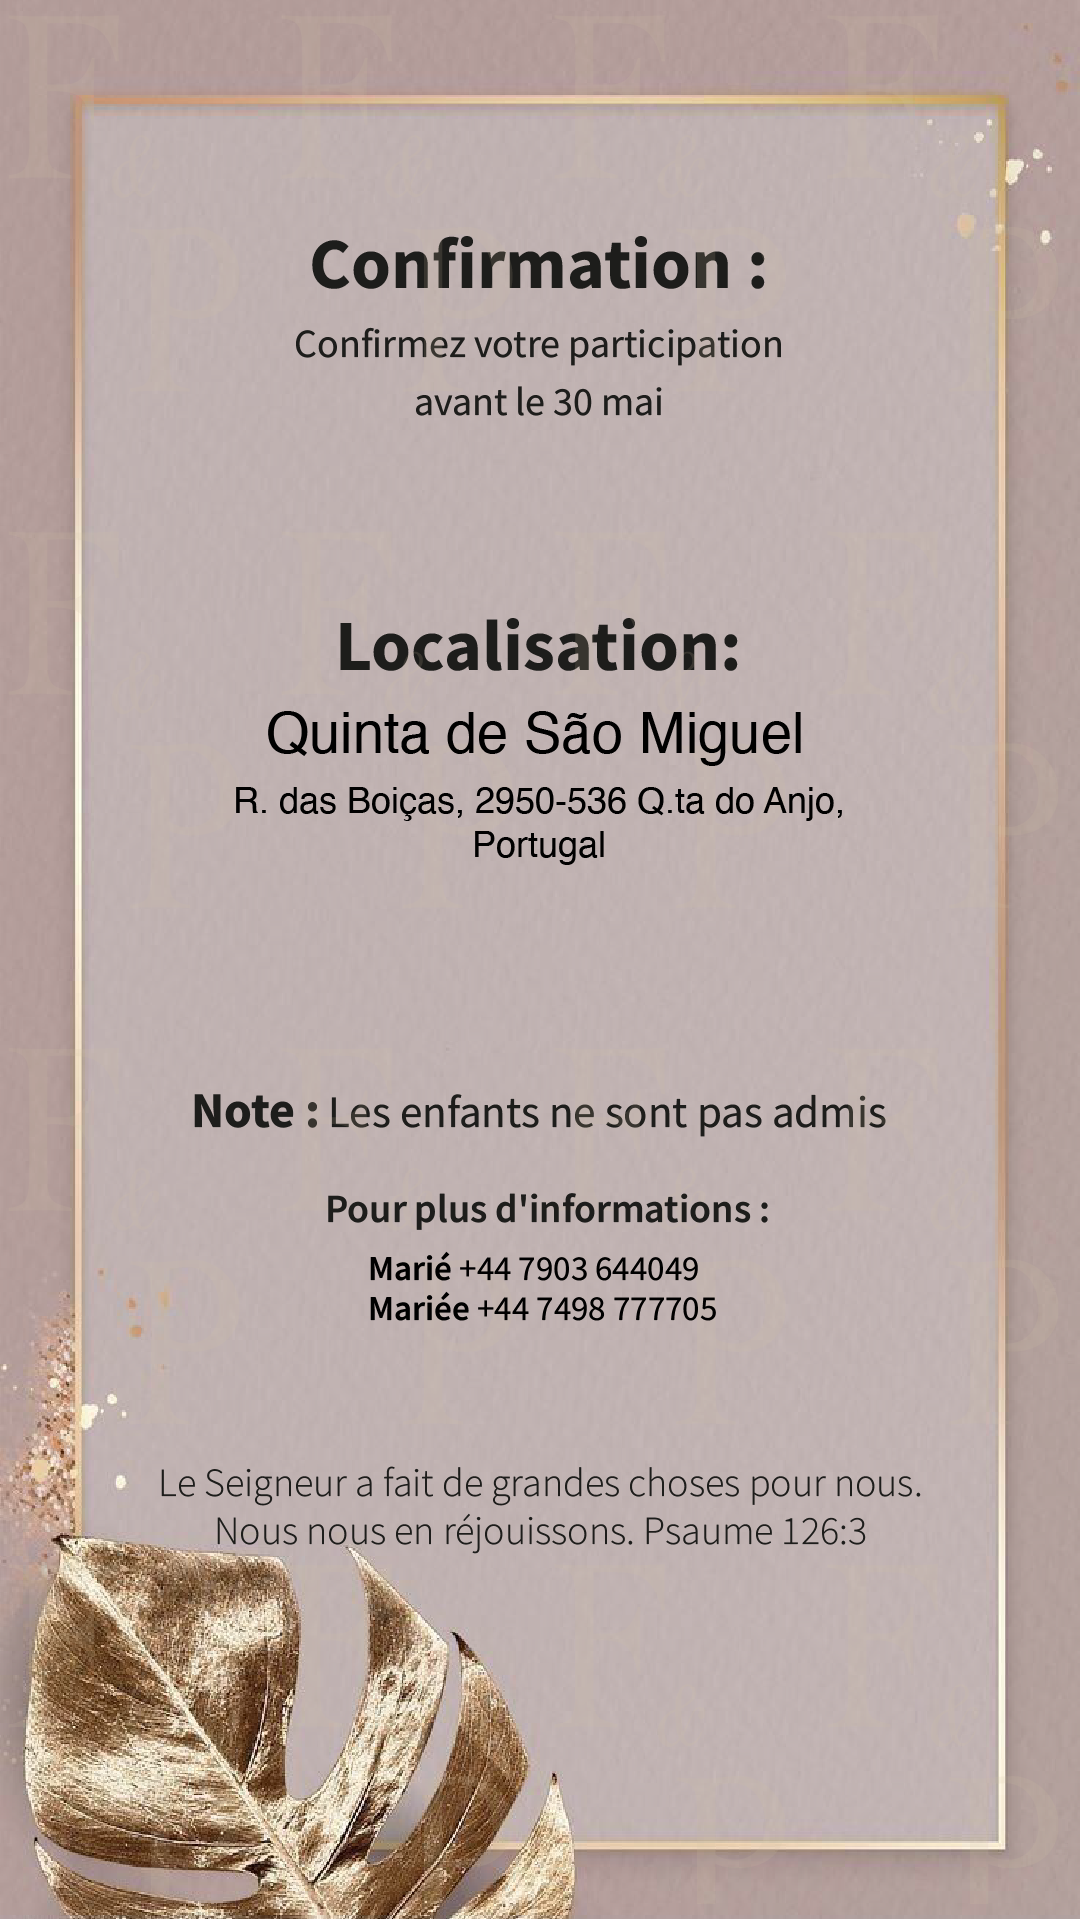 Confirmation :
Confirmez votre participation
avant le 30 mai
Localisation:
Quinta de São Miguel
R. das Boiças, 2950-536 Q.ta do Anjo,
Portugal
Note : Les enfants ne sont pas admis
Pour plus d'informations :
Marié +44 7903 644049
Mariée +44 7498 777705
Le Seigneur a fait de grandes choses pour nous.
Nous nous en réjouissons. Psaume 126:3